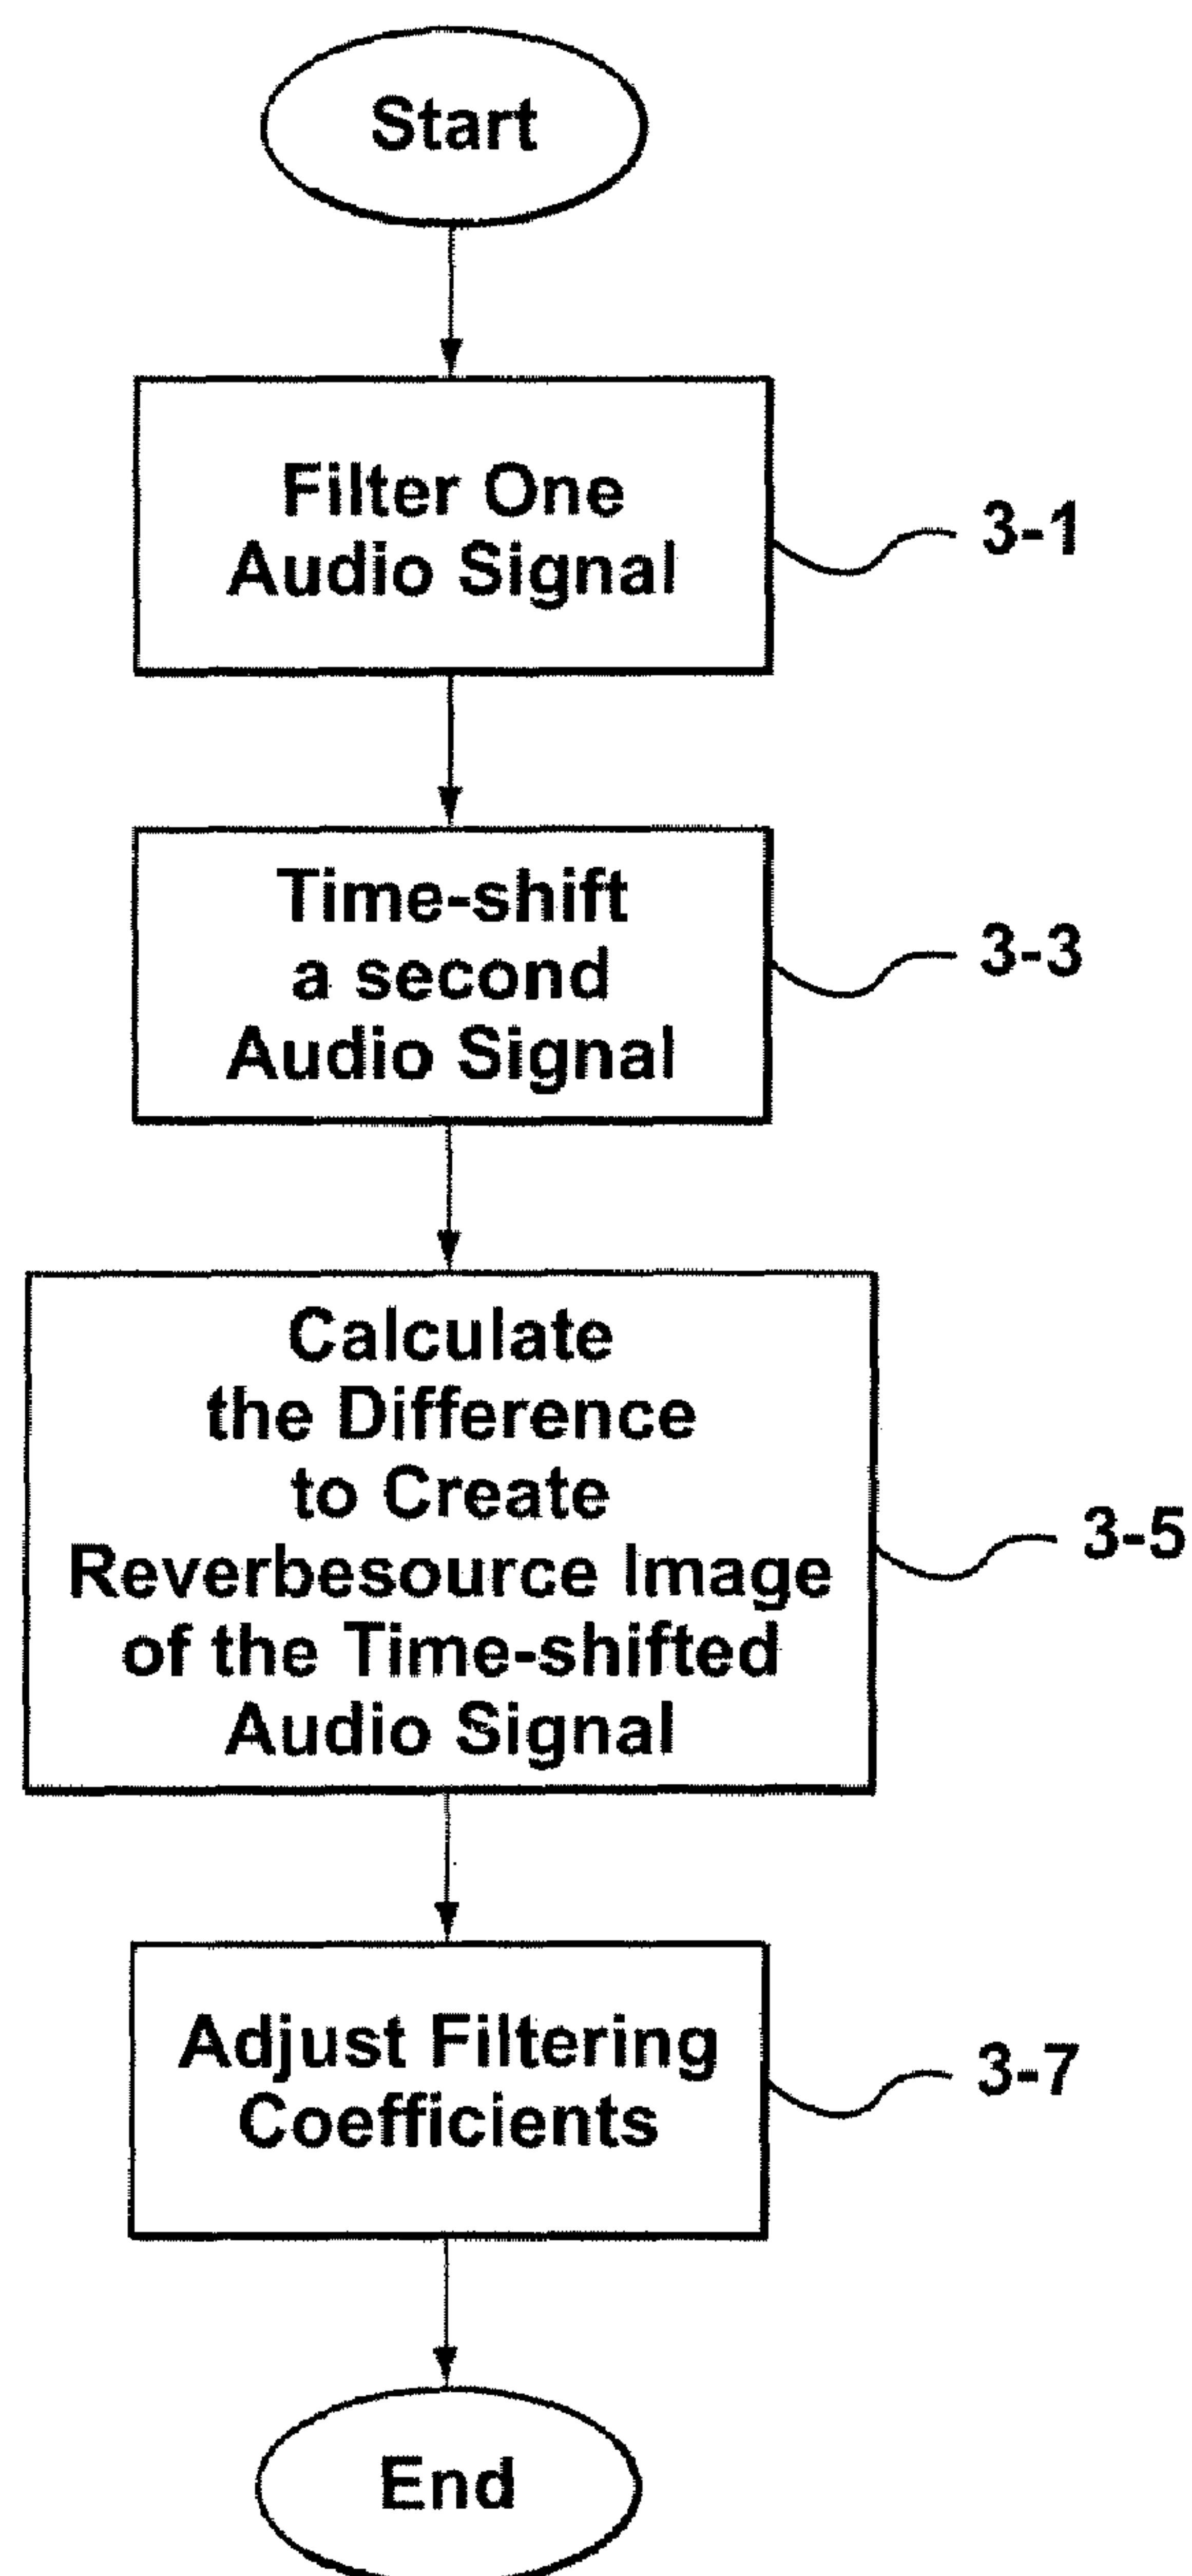 Start
Filter One
Audio Signal
3-1
Time-shift
a second
Audio Signal
3-3
Calculate
the Difference
to Create
Reverbesource Image
of the Time-shifted
Audio Signal
3-5
Adjust Filtering
Coefficients
3-7
End